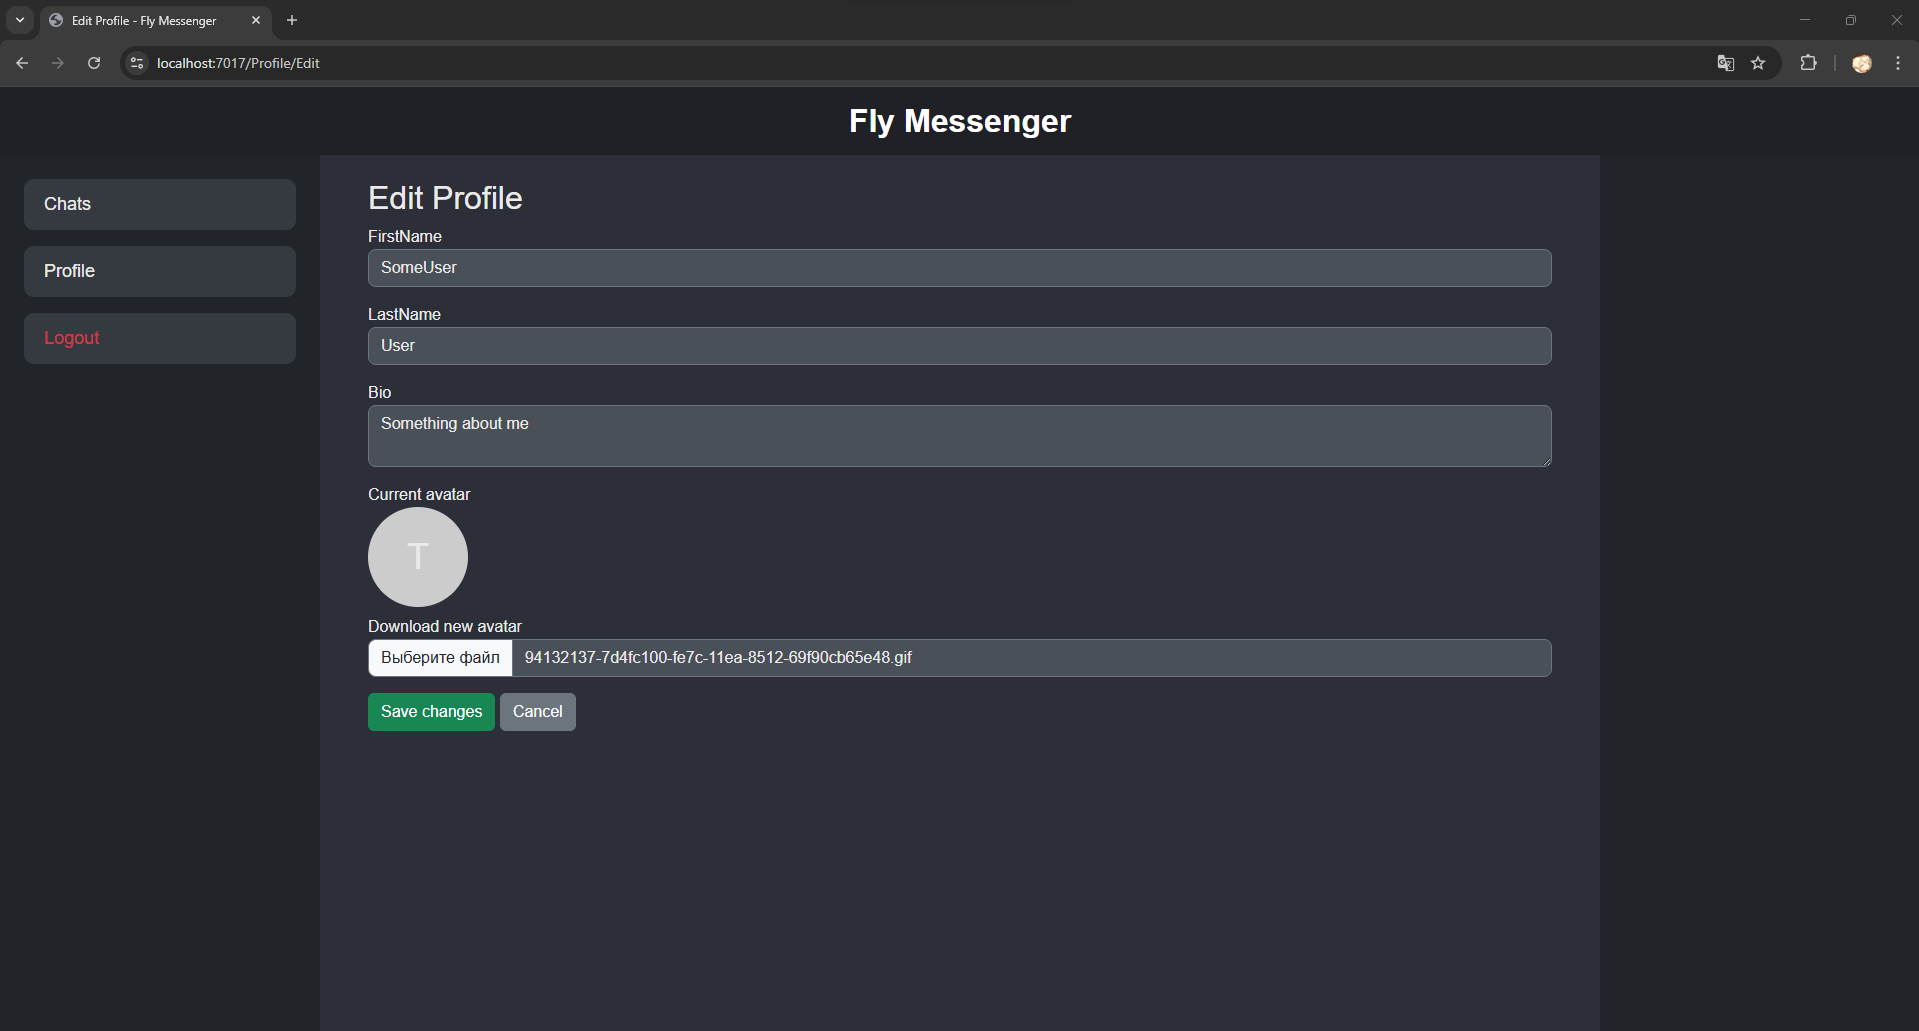 Edit Profile - Fly Messenger
localhost:7017/Profile/Edit
Fly Messenger
Chats
Profile
Logout
Edit Profile
FirstName
SomeUser
LastName
User
Bio
Something about me
Current avatar
T
Download new avatar
Выберите файл 94132137-7d4fc100-fe7c-11ea-8512-69f90cb65e48.gif
Save changes Cancel